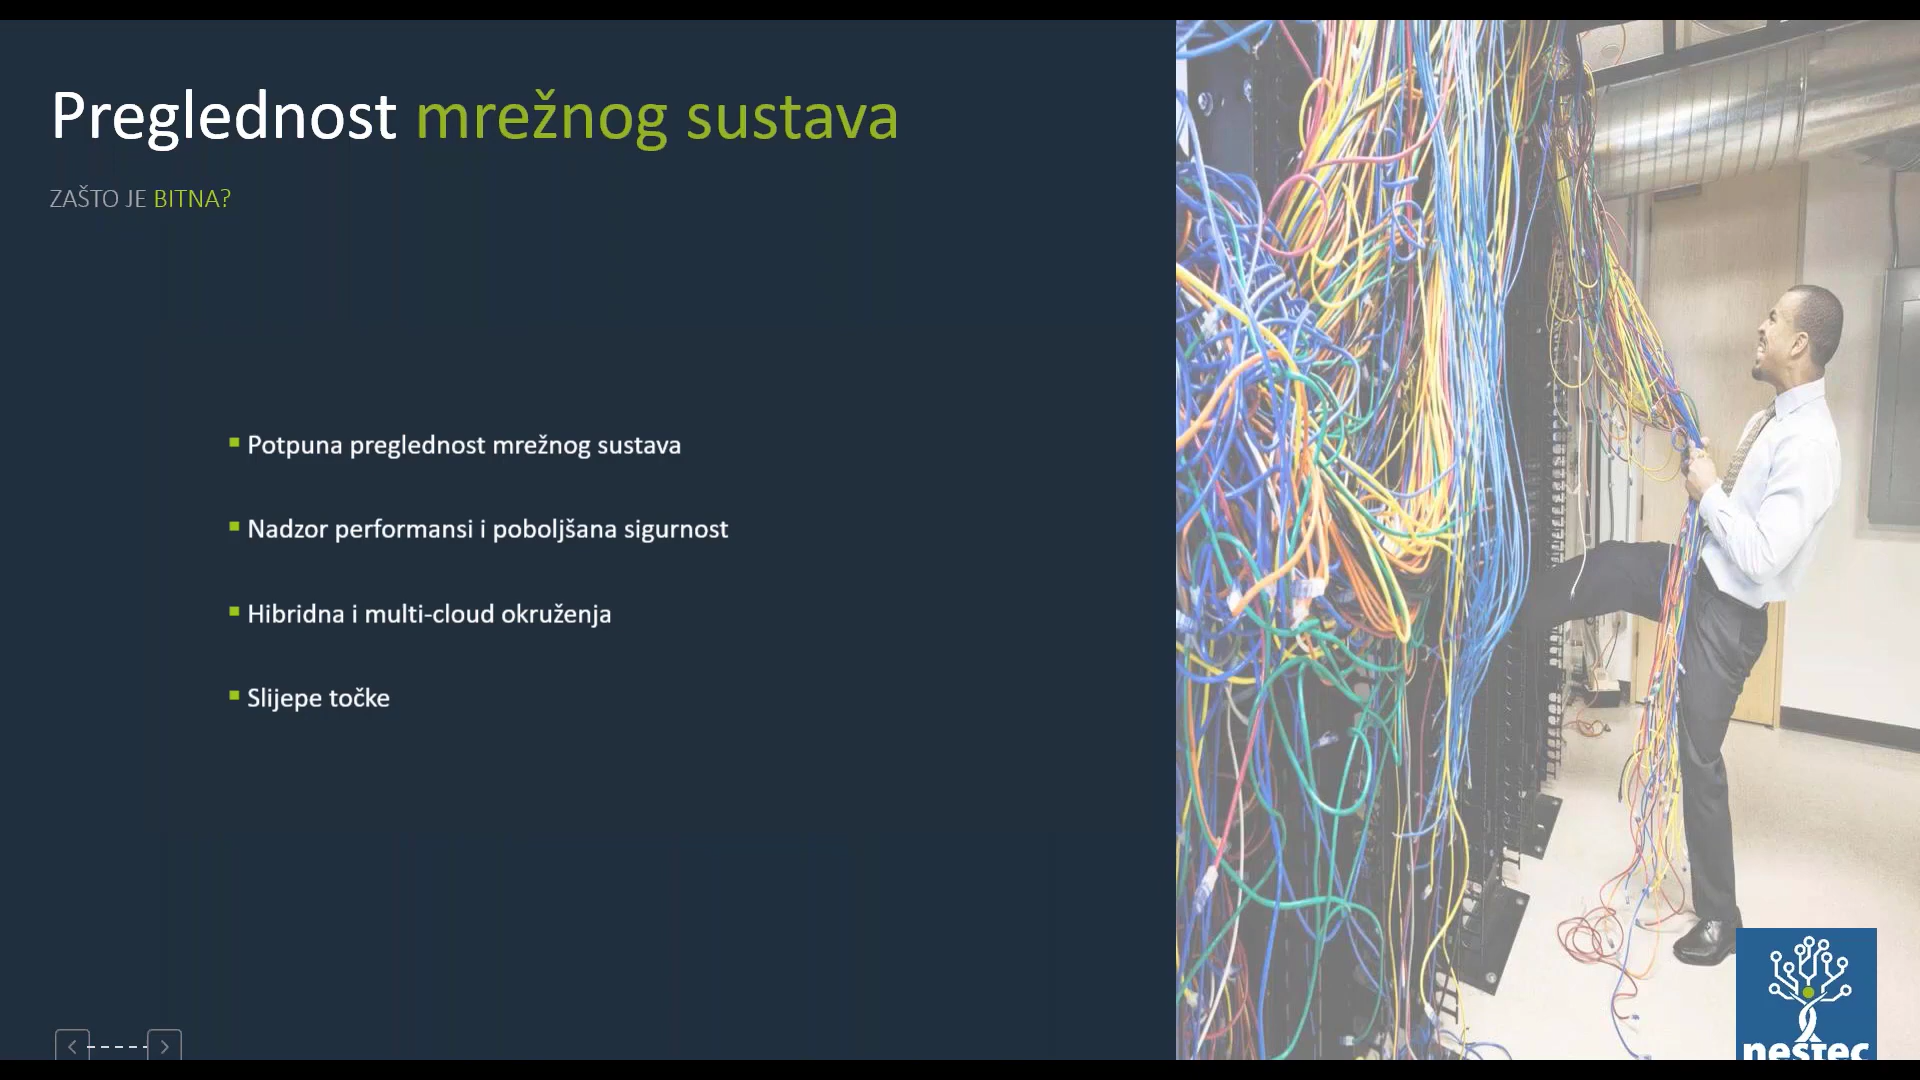 Preglednost mrežnog sustava
ZAŠTO JE BITNA?
Potpuna preglednost mrežnog sustava
Nadzor performansi i poboljšana sigurnost
Hibridna i multi-cloud okruženja
Slijepe točke
neštec